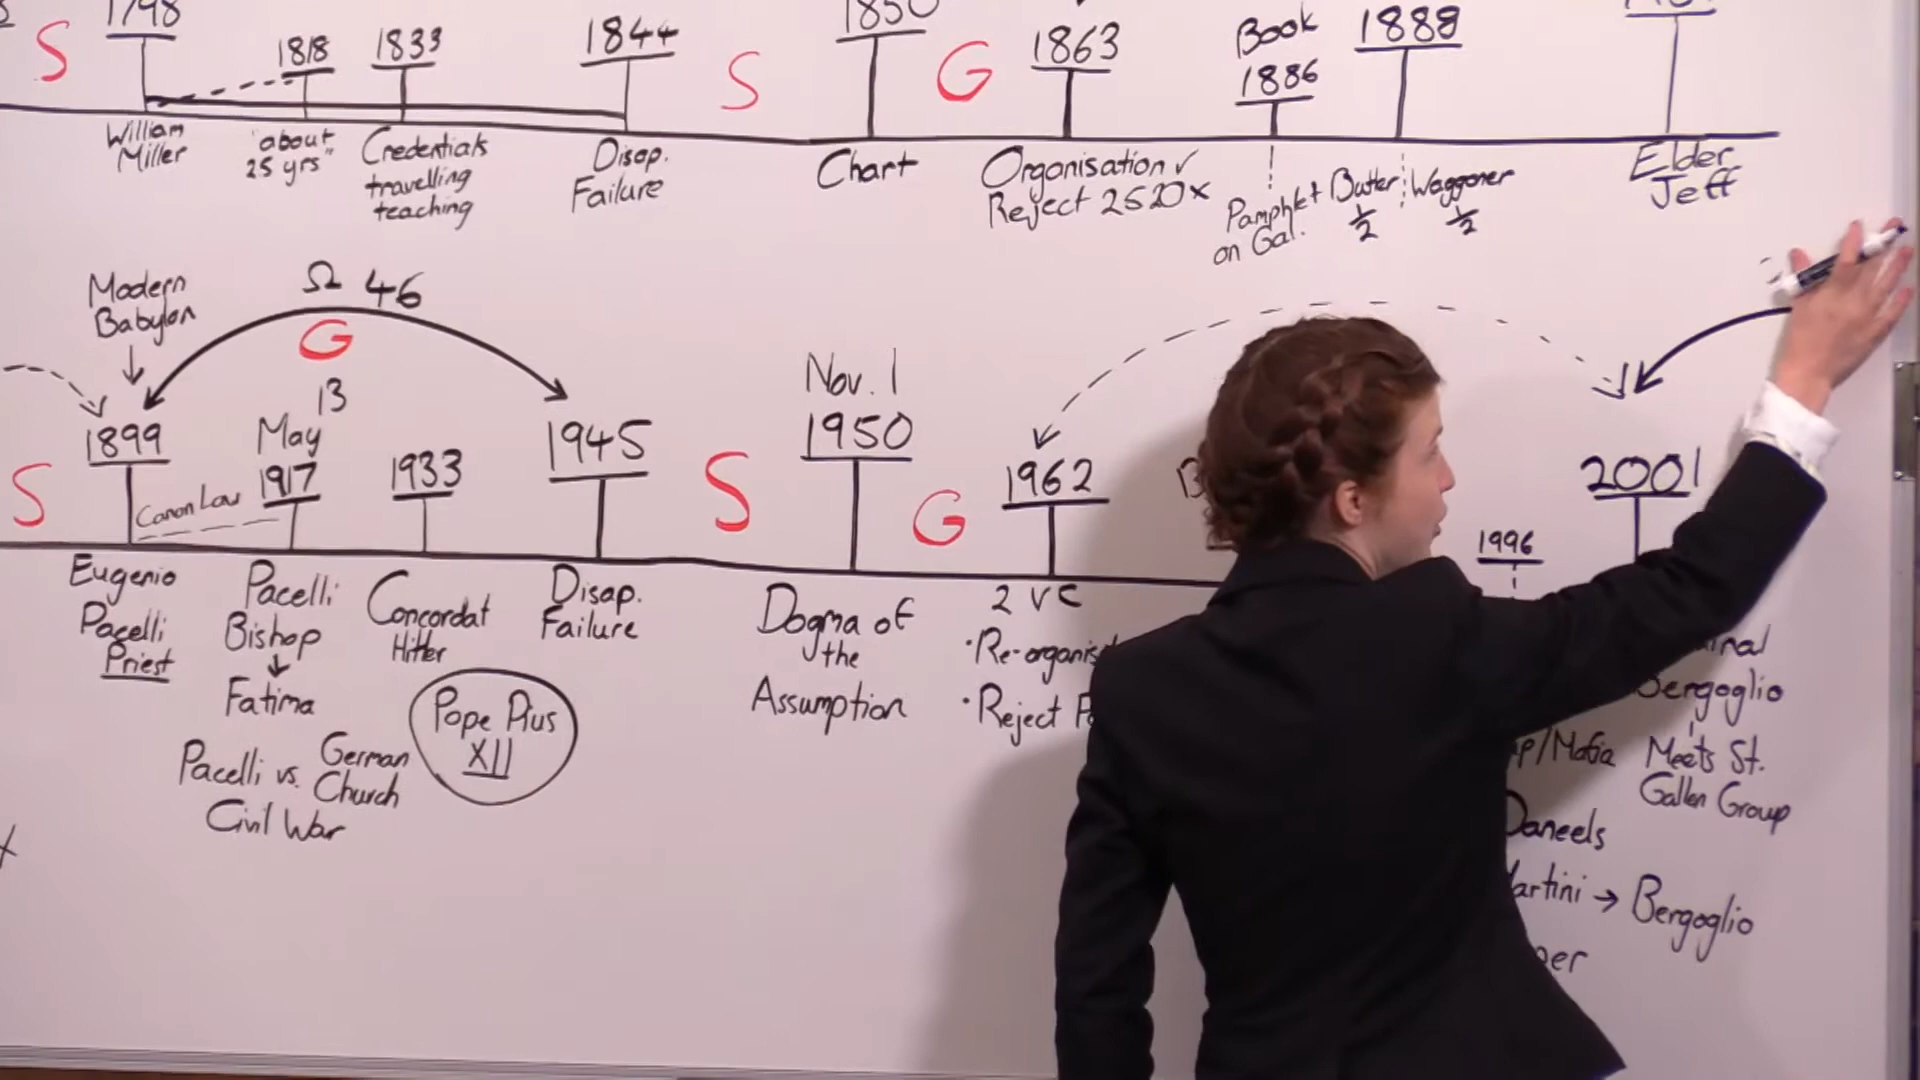 S
1798
1818
1833
1844
S
1850
G
1863
Book
1886
1888
William
Miller
"about
25 yrs"
Credentials
travelling
teaching
Disap.
Failure
Chart
Organisation ✓
Reject 2520 x
Pamphlet
on Gal.
Butler
1/2
Waggoner
1/2
Elder
Jeff
Modern
Babylon
Ω 46
G
S
1899
Canon Law
May 13
1917
1933
1945
S
Nov. 1
1950
G
1962
1996
2001
Eugenio
Pacelli
Priest
Pacelli
Bishop
Fatima
Pacelli vs. German
Church
Civil War
Concordat
Hitler
Pope Pius
XII
Disap.
Failure
Dogma of
the
Assumption
2 VC
· Re-organis
· Reject
Bergoglio
Meets St.
Gallen Group
/Mafia
Daneels
artini → Bergoglio
per